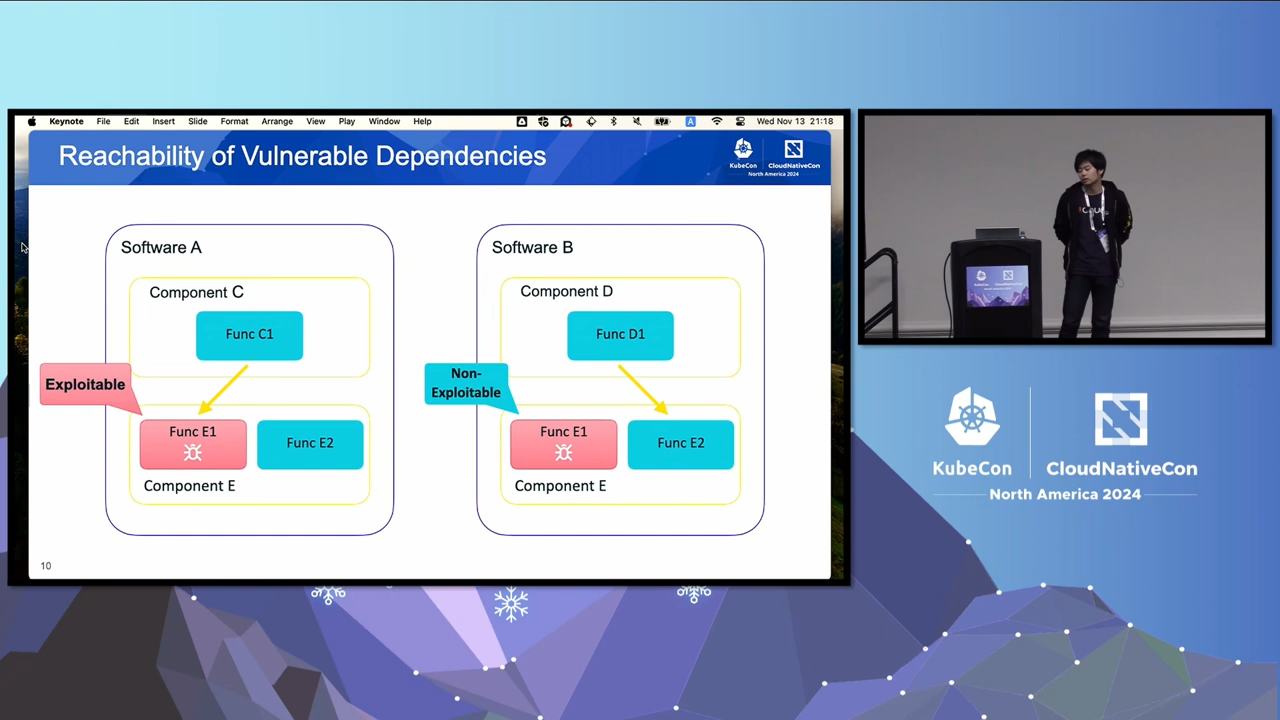 Keynote File Edit Insert Slide Format Arrange View Play Window Help A Wed Nov 13 21:18
Reachability of Vulnerable Dependencies
KubeCon CloudNativeCon
North America 2024
Software A
Component C
Func C1
Exploitable
Func E1
Func E2
Component E
Software B
Component D
Func D1
Non-
Exploitable
Func E1
Func E2
Component E
10
KubeCon CloudNativeCon
North America 2024